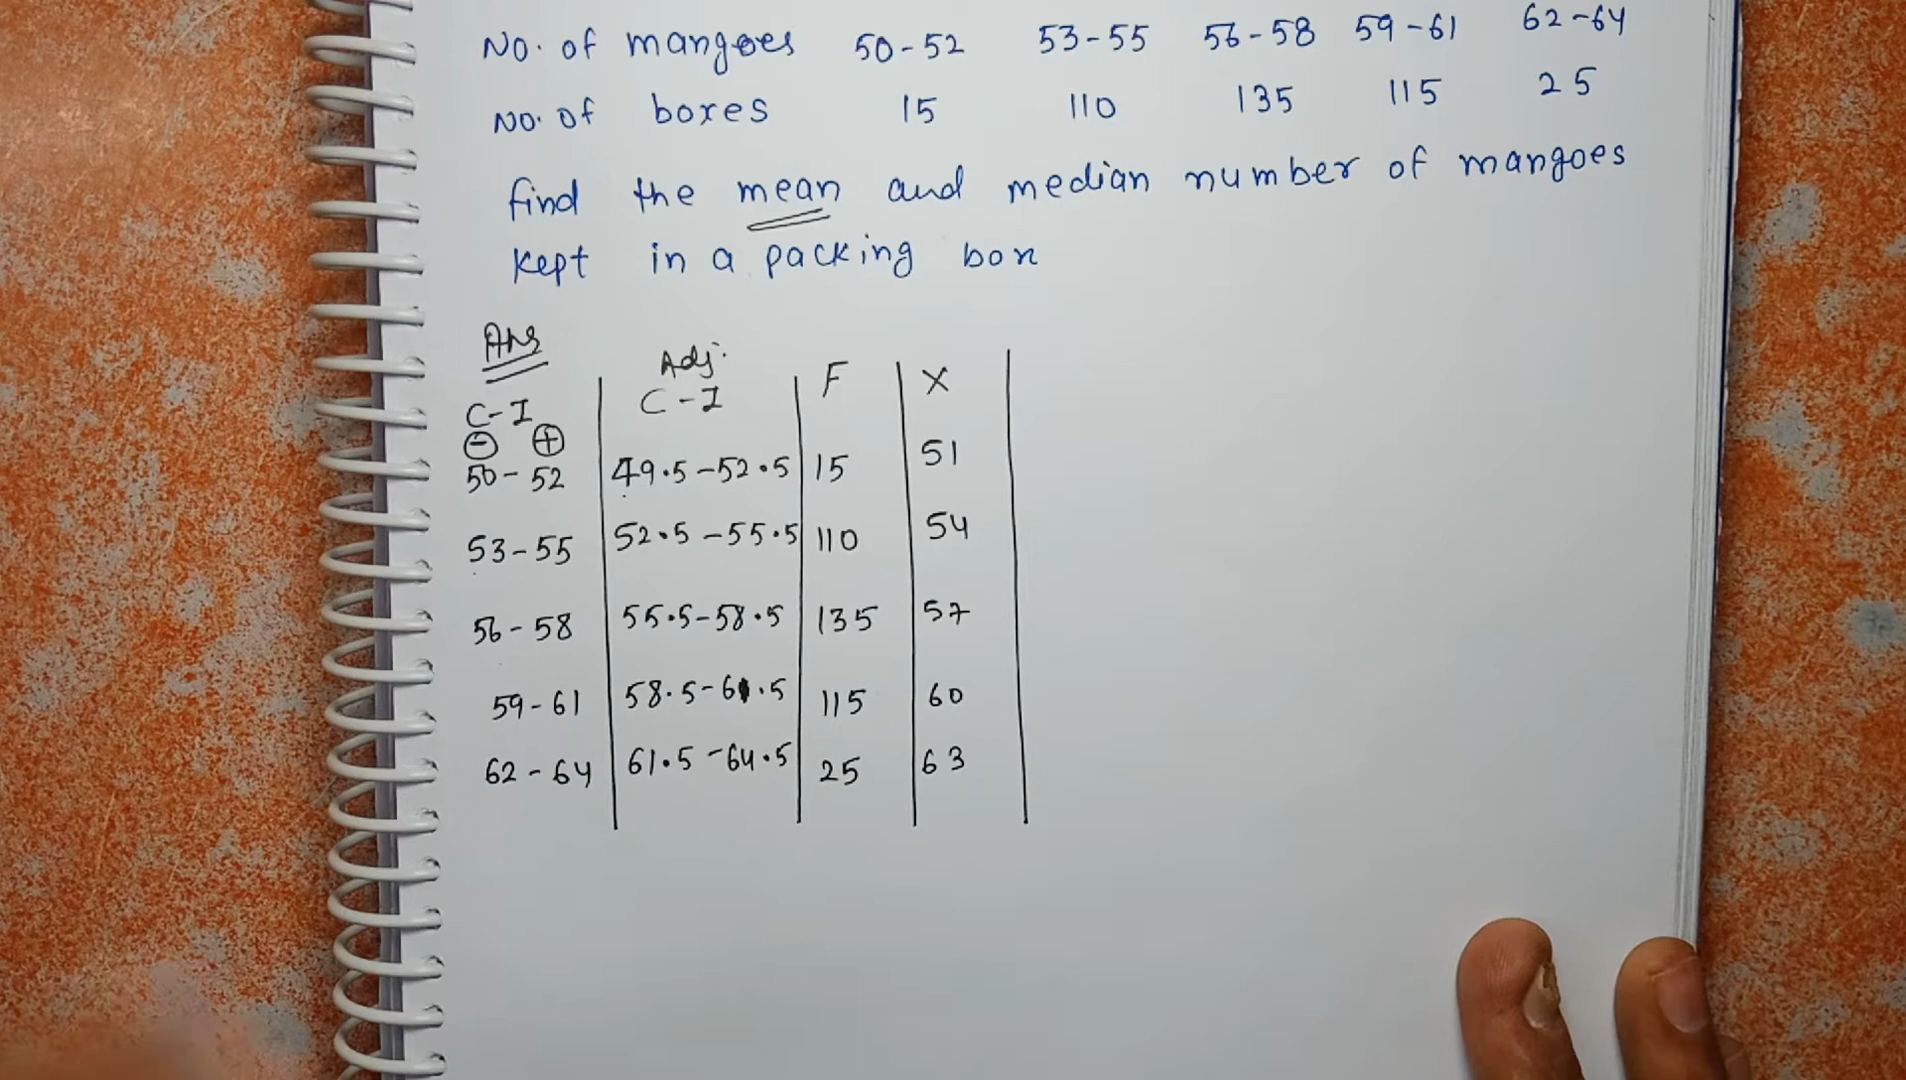 No. of mangoes 50-52 53-55 56-58 59-61 62-64
No. of boxes 15 110 135 115 25
find the mean and median number of mangoes
kept in a packing box
Ans
C-I Adj. C-I F X
- +
50-52 49.5-52.5 15 51
53-55 52.5-55.5 110 54
56-58 55.5-58.5 135 57
59-61 58.5-61.5 115 60
62-64 61.5-64.5 25 63